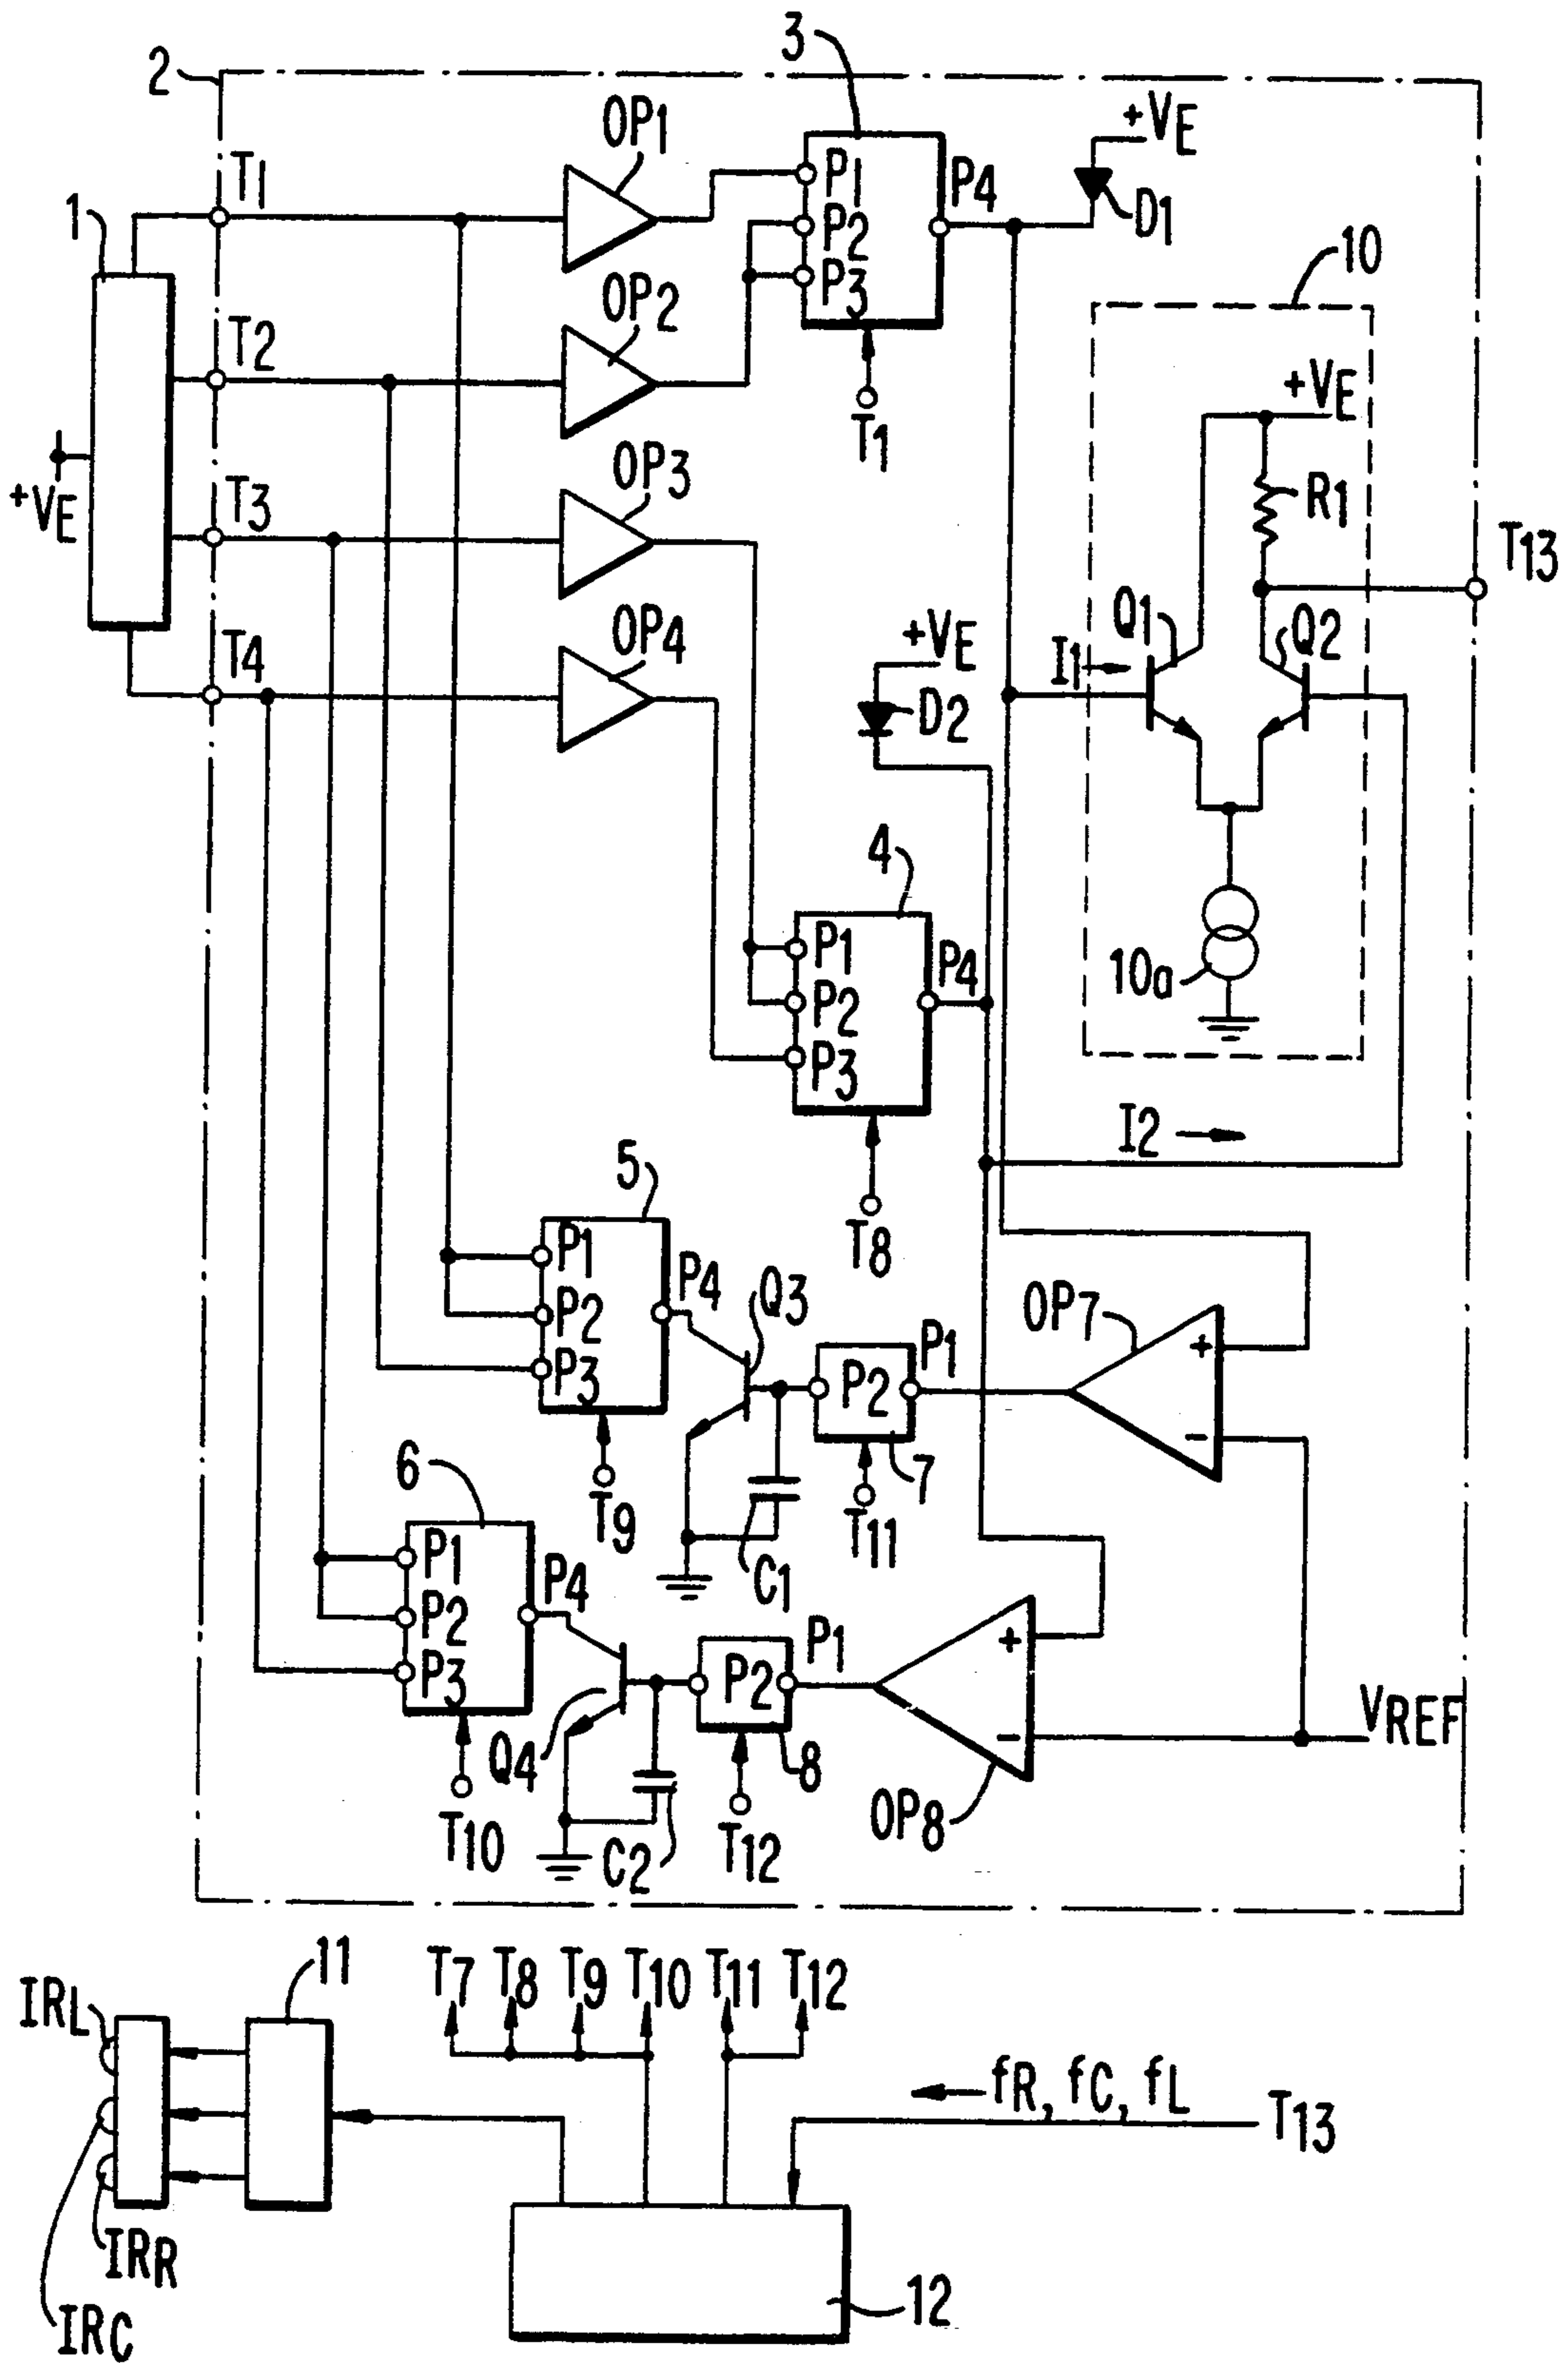 3
2
+VE
OP1
T1
P1
P4
1
P2
D1
P3
10
OP2
T2
+VE
T1
OP3
R1
+VE
T3
T13
Q1
Q2
OP4
+VE
T4
I1
D2
4
P1
P4
10a
P2
P3
I2
5
T8
P1
P4
Q3
OP7
P2
P1
+
P3
P2
-
6
7
T9
T11
P1
P4
C1
P2
P1
+
P3
P2
VREF
-
Q4
8
OP8
T10
T12
C2
11
T7 T8 T9 T10 T11 T12
IRL
fR, fC, fL
T13
IRR
12
IRC